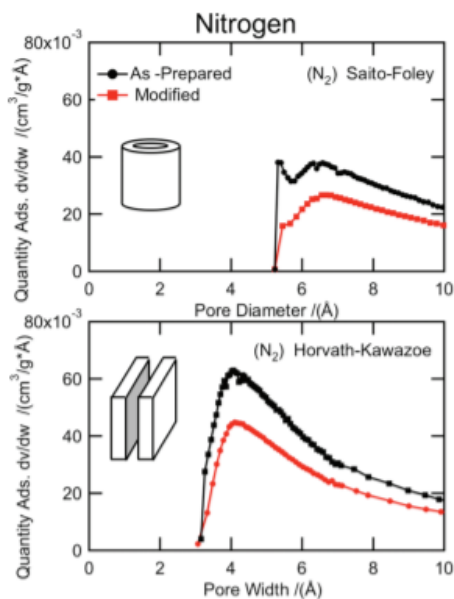 Nitrogen
80x10⁻³
(N₂) Saito-Foley
As -Prepared
Modified
60
40
20
0
Quantity Ads. dv/dw /(cm³/g*Å)
0 2 4 6 8 10
Pore Diameter /(Å)
80x10⁻³
(N₂) Horvath-Kawazoe
60
40
20
0
Quantity Ads. dv/dw /(cm³/g*Å)
0 2 4 6 8 10
Pore Width /(Å)